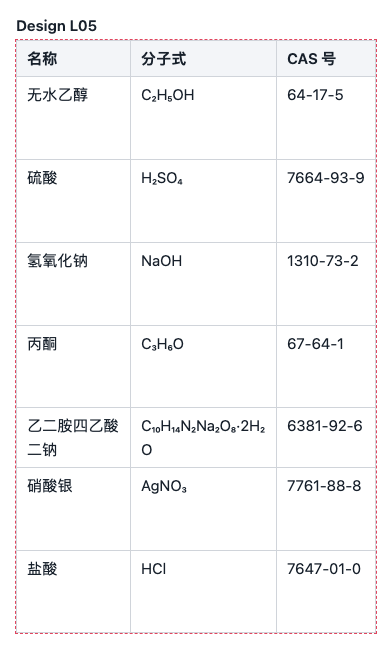 Design L05
名称 分子式 CAS 号
无水乙醇 C₂H₅OH 64-17-5
硫酸 H₂SO₄ 7664-93-9
氢氧化钠 NaOH 1310-73-2
丙酮 C₃H₆O 67-64-1
乙二胺四乙酸 C₁₀H₁₄N₂Na₂O₈·2H₂ 6381-92-6
二钠 O
硝酸银 AgNO₃ 7761-88-8
盐酸 HCl 7647-01-0